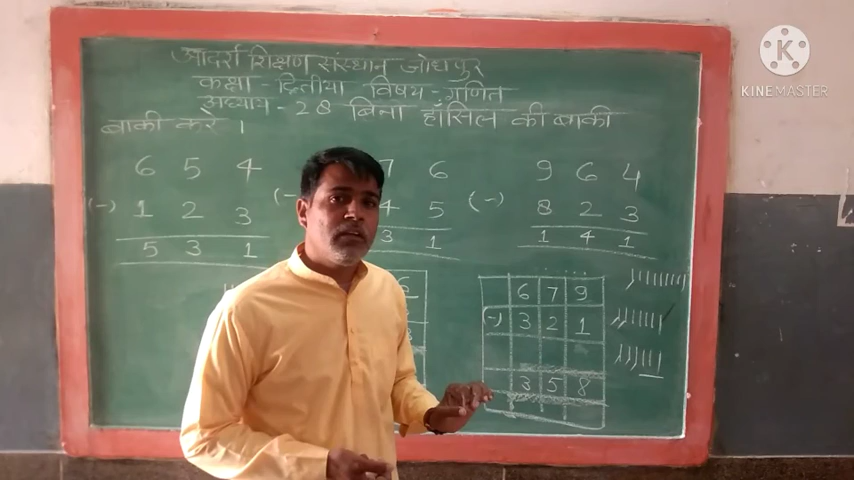 आदर्श शिक्षण संस्थान जोधपुर
कक्षा - द्वितीया विषय - गणित
अध्याय - 28 बिना हाँसिल की बाकी
बाकी करे ।
6 5 4
(-) 1 2 3
5 3 1
7 6
(-) 4 5
3 1
9 6 4
(-) 8 2 3
1 4 1
6 7 9
(-) 3 2 1
3 5 8
KINEMASTER